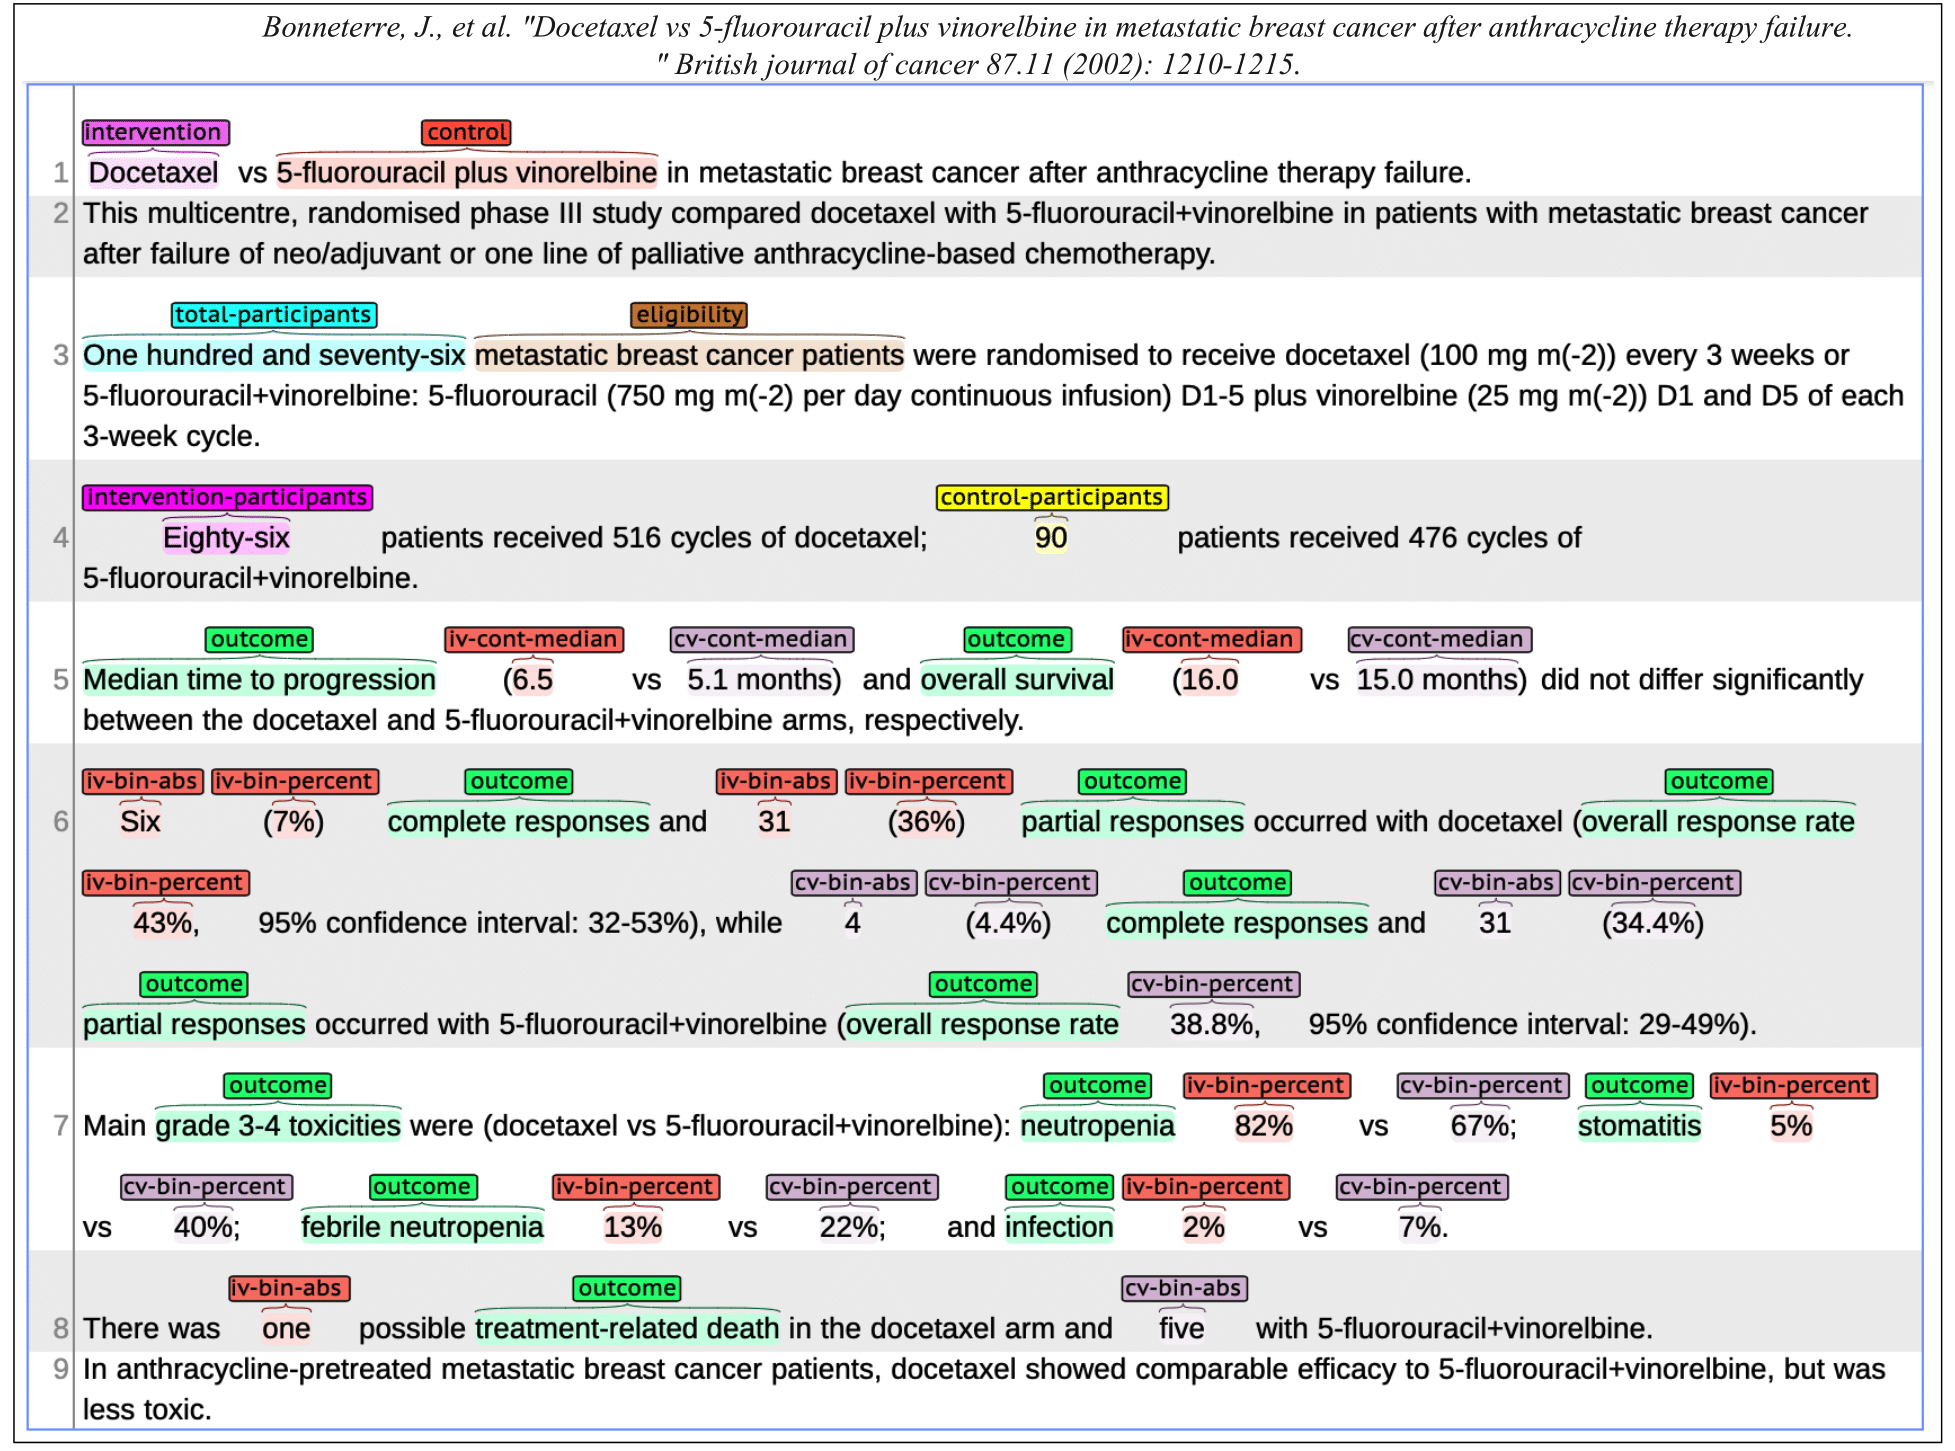 Bonneterre, J., et al. "Docetaxel vs 5-fluorouracil plus vinorelbine in metastatic breast cancer after anthracycline therapy failure.
" British journal of cancer 87.11 (2002): 1210-1215.
intervention control
1 Docetaxel vs 5-fluorouracil plus vinorelbine in metastatic breast cancer after anthracycline therapy failure.
2 This multicentre, randomised phase III study compared docetaxel with 5-fluorouracil+vinorelbine in patients with metastatic breast cancer
after failure of neo/adjuvant or one line of palliative anthracycline-based chemotherapy.
total-participants eligibility
3 One hundred and seventy-six metastatic breast cancer patients were randomised to receive docetaxel (100 mg m(-2)) every 3 weeks or
5-fluorouracil+vinorelbine: 5-fluorouracil (750 mg m(-2) per day continuous infusion) D1-5 plus vinorelbine (25 mg m(-2)) D1 and D5 of each
3-week cycle.
intervention-participants control-participants
4 Eighty-six patients received 516 cycles of docetaxel; 90 patients received 476 cycles of
5-fluorouracil+vinorelbine.
outcome iv-cont-median cv-cont-median outcome iv-cont-median cv-cont-median
5 Median time to progression (6.5 vs 5.1 months) and overall survival (16.0 vs 15.0 months) did not differ significantly
between the docetaxel and 5-fluorouracil+vinorelbine arms, respectively.
iv-bin-abs iv-bin-percent outcome iv-bin-abs iv-bin-percent outcome outcome
6 Six (7%) complete responses and 31 (36%) partial responses occurred with docetaxel (overall response rate
iv-bin-percent cv-bin-abs cv-bin-percent outcome cv-bin-abs cv-bin-percent
43%, 95% confidence interval: 32-53%), while 4 (4.4%) complete responses and 31 (34.4%)
outcome outcome cv-bin-percent
partial responses occurred with 5-fluorouracil+vinorelbine (overall response rate 38.8%, 95% confidence interval: 29-49%).
outcome outcome iv-bin-percent cv-bin-percent outcome iv-bin-percent
7 Main grade 3-4 toxicities were (docetaxel vs 5-fluorouracil+vinorelbine): neutropenia 82% vs 67%; stomatitis 5%
cv-bin-percent outcome iv-bin-percent cv-bin-percent outcome iv-bin-percent cv-bin-percent
vs 40%; febrile neutropenia 13% vs 22%; and infection 2% vs 7%.
iv-bin-abs outcome cv-bin-abs
8 There was one possible treatment-related death in the docetaxel arm and five with 5-fluorouracil+vinorelbine.
9 In anthracycline-pretreated metastatic breast cancer patients, docetaxel showed comparable efficacy to 5-fluorouracil+vinorelbine, but was
less toxic.